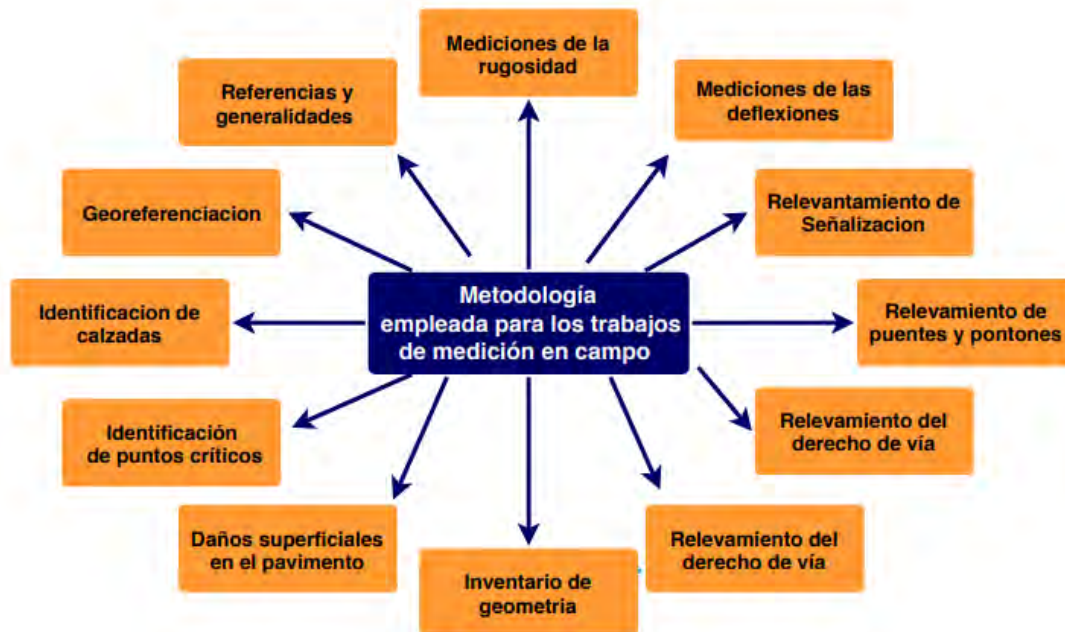 Mediciones de la
rugosidad
Referencias y
generalidades
Mediciones de las
deflexiones
Georeferenciacion
Relevantamiento de
Señalizacion
Metodología
empleada para los trabajos
de medición en campo
Identificacion de
calzadas
Relevamiento de
puentes y pontones
Identificación
de puntos críticos
Relevamiento del
derecho de vía
Daños superficiales
en el pavimento
Inventario de
geometria
Relevamiento del
derecho de vía